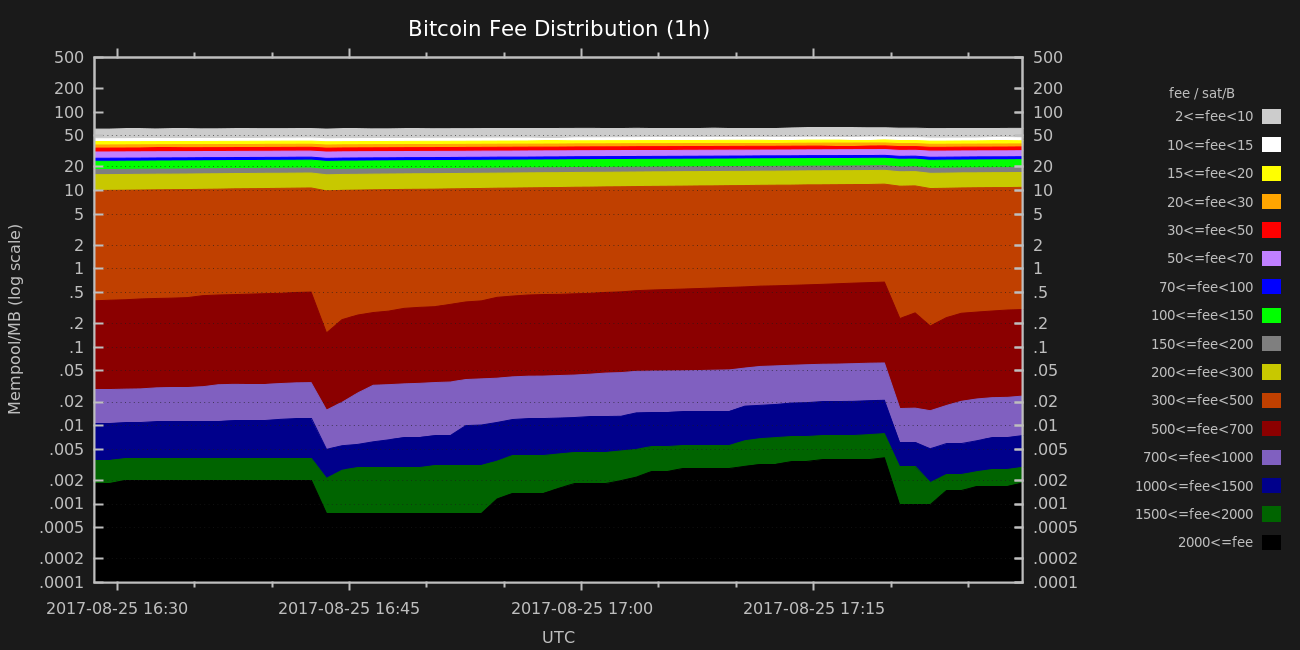 Bitcoin Fee Distribution (1h)
500 500
200 200
100 100
50 50
20 20
10 10
5 5
2 2
1 1
.5 .5
.2 .2
.1 .1
.05 .05
.02 .02
.01 .01
.005 .005
.002 .002
.001 .001
.0005 .0005
.0002 .0002
.0001 .0001
Mempool/MB (log scale)
2017-08-25 16:30 2017-08-25 16:45 2017-08-25 17:00 2017-08-25 17:15
UTC
fee / sat/B
2<=fee<10
10<=fee<15
15<=fee<20
20<=fee<30
30<=fee<50
50<=fee<70
70<=fee<100
100<=fee<150
150<=fee<200
200<=fee<300
300<=fee<500
500<=fee<700
700<=fee<1000
1000<=fee<1500
1500<=fee<2000
2000<=fee